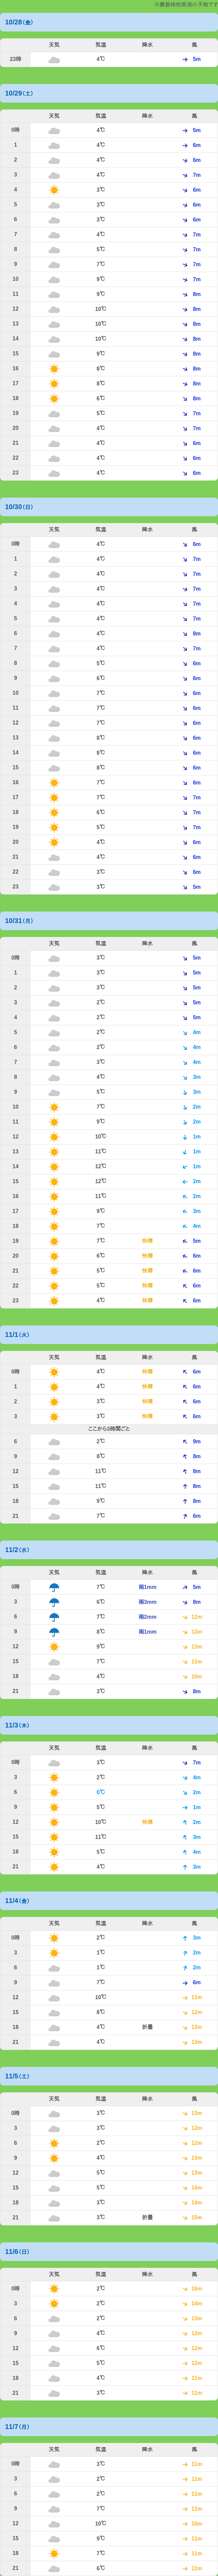 ※麓最検松原湖の予報です
10/28(金)
天気 気温 降水 風
23時 4℃ 5m
10/29(土)
天気 気温 降水 風
0時 4℃ 5m
1 4℃ 6m
2 4℃ 6m
3 4℃ 7m
4 3℃ 6m
5 3℃ 6m
6 3℃ 6m
7 4℃ 7m
8 5℃ 7m
9 7℃ 7m
10 9℃ 7m
11 9℃ 8m
12 10℃ 8m
13 10℃ 8m
14 10℃ 8m
15 9℃ 8m
16 8℃ 8m
17 8℃ 8m
18 6℃ 8m
19 5℃ 7m
20 4℃ 7m
21 4℃ 6m
22 4℃ 6m
23 4℃ 6m
10/30(日)
天気 気温 降水 風
0時 4℃ 6m
1 4℃ 7m
2 4℃ 7m
3 4℃ 7m
4 4℃ 7m
5 4℃ 7m
6 4℃ 8m
7 4℃ 7m
8 5℃ 6m
9 6℃ 6m
10 7℃ 6m
11 7℃ 6m
12 7℃ 6m
13 8℃ 6m
14 8℃ 6m
15 8℃ 6m
16 7℃ 7m
17 7℃ 7m
18 6℃ 7m
19 5℃ 7m
20 4℃ 6m
21 4℃ 6m
22 3℃ 6m
23 3℃ 5m
10/31(月)
天気 気温 降水 風
0時 3℃ 5m
1 3℃ 5m
2 3℃ 5m
3 2℃ 5m
4 2℃ 5m
5 2℃ 4m
6 2℃ 4m
7 3℃ 4m
8 4℃ 3m
9 5℃ 3m
10 7℃ 2m
11 9℃ 2m
12 10℃ 1m
13 11℃ 1m
14 12℃ 1m
15 12℃ 2m
16 11℃ 2m
17 9℃ 3m
18 7℃ 4m
19 7℃ 快晴 5m
20 6℃ 快晴 6m
21 5℃ 快晴 6m
22 5℃ 快晴 6m
23 4℃ 快晴 6m
11/1(火)
天気 気温 降水 風
0時 4℃ 快晴 6m
1 4℃ 6m
2 3℃ 6m
3 3℃ 6m
ここから3時間ごと
6 2℃ 9m
9 8℃ 8m
12 11℃ 8m
15 11℃ 8m
18 9℃ 8m
21 7℃ 6m
11/2(水)
天気 気温 降水 風
0時 7℃ 雨1mm 5m
3 6℃ 雨3mm 8m
6 7℃ 雨2mm 12m
9 8℃ 雨1mm 13m
12 9℃ 13m
15 7℃ 11m
18 4℃ 10m
21 3℃ 8m
11/3(木)
天気 気温 降水 風
0時 3℃ 7m
3 2℃ 4m
6 0℃ 2m
9 5℃ 1m
12 10℃ 快晴 2m
15 11℃ 3m
18 5℃ 4m
21 4℃ 3m
11/4(金)
天気 気温 降水 風
0時 2℃ 3m
3 1℃ 2m
6 1℃ 2m
9 7℃ 6m
12 10℃ 11m
15 8℃ 12m
18 4℃ 折曇 13m
21 4℃ 13m
11/5(土)
天気 気温 降水 風
0時 3℃ 12m
3 3℃ 12m
6 2℃ 12m
9 4℃ 13m
12 5℃ 13m
15 5℃ 14m
18 3℃ 14m
21 3℃ 折曇 15m
11/6(日)
天気 気温 降水 風
0時 2℃ 16m
3 2℃ 14m
6 2℃ 13m
9 4℃ 12m
12 6℃ 12m
15 5℃ 12m
18 4℃ 11m
21 3℃ 11m
11/7(月)
天気 気温 降水 風
0時 3℃ 11m
3 2℃ 11m
6 2℃ 11m
9 7℃ 11m
12 10℃ 10m
15 9℃ 11m
18 7℃ 11m
21 6℃ 11m